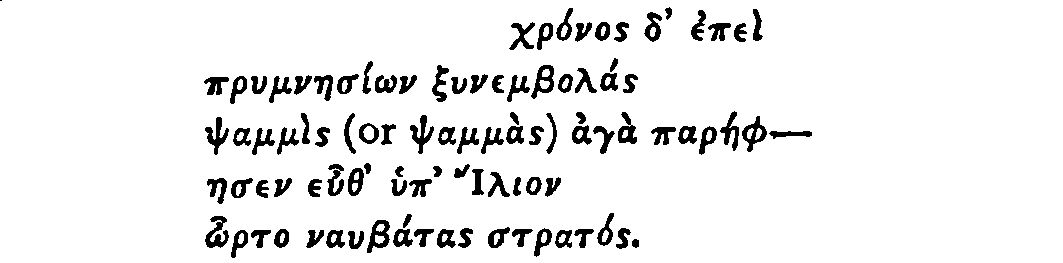 χρόνος δ’ ἐπεὶ
πρυμνησίων ξυνεμβολάς
ψαμμὶς (or ψαμμὰς) ἀγὰ παρήφ—
ησεν εὖθ’ ὑπ’ Ἴλιον
ὦρτο ναυβάτας στρατός.